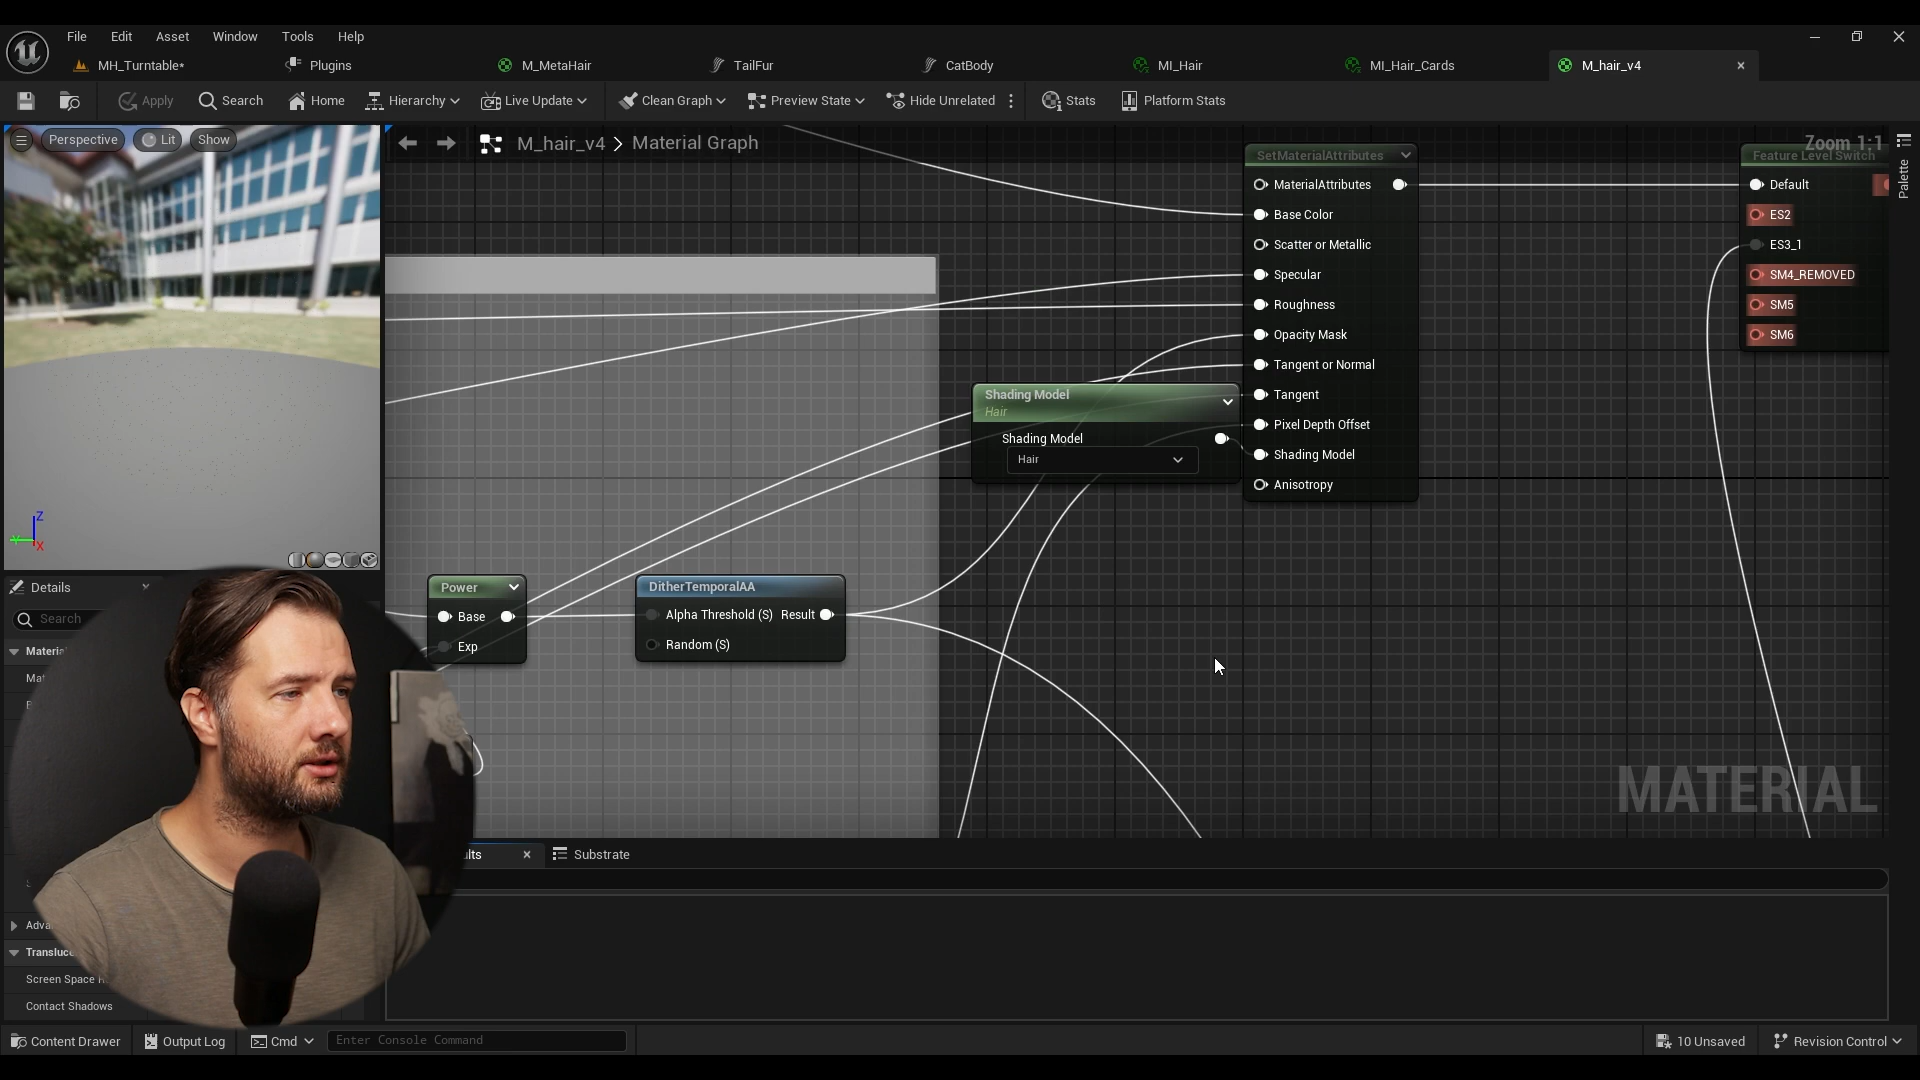 File Edit Asset Window Tools Help
MH_Turntable* Plugins M_MetaHair TailFur CatBody MI_Hair MI_Hair_Cards M_hair_v4
Apply Search Home Hierarchy Live Update Clean Graph Preview State Hide Unrelated Stats Platform Stats
Perspective Lit Show
M_hair_v4 > Material Graph
Zoom 1:1
Palette
SetMaterialAttributes
MaterialAttributes
Base Color
Scatter or Metallic
Specular
Roughness
Opacity Mask
Tangent or Normal
Tangent
Pixel Depth Offset
Shading Model
Anisotropy
Feature Level Switch
Default
ES2
ES3_1
SM4_REMOVED
SM5
SM6
Shading Model
Hair
Shading Model
Hair
Power
Base
Exp
DitherTemporalAA
Alpha Threshold (S) Result
Random (S)
MATERIAL
Z
X
Details
Search
Material
Screen Space
Contact Shadows
Substrate
Content Drawer Output Log Cmd Enter Console Command 10 Unsaved Revision Control